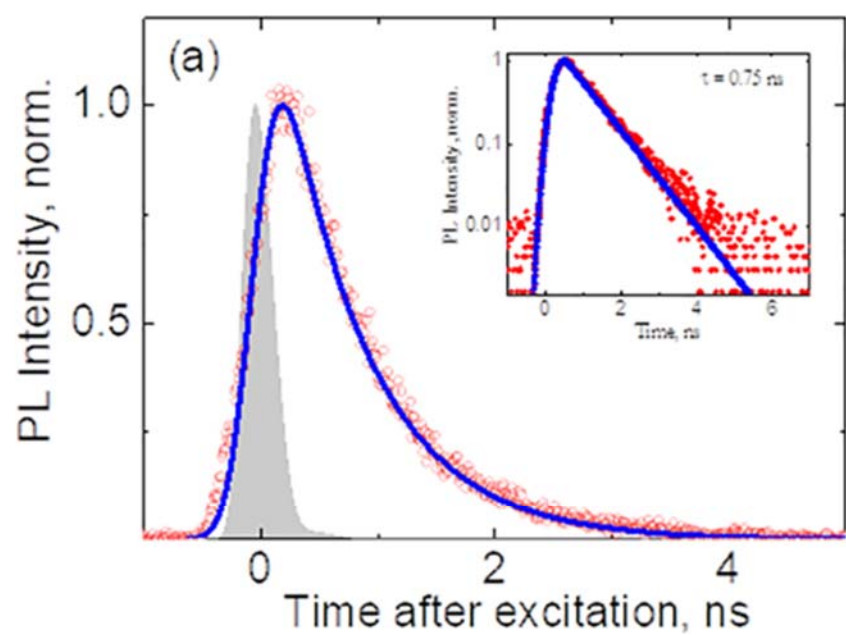 (a)
PL Intensity, norm.
1.0
0.5
0 2 4
Time after excitation, ns
τ = 0.75 ns
PL Intensity ,norm.
1
0.1
0.01
0 2 4 6
Time, ns